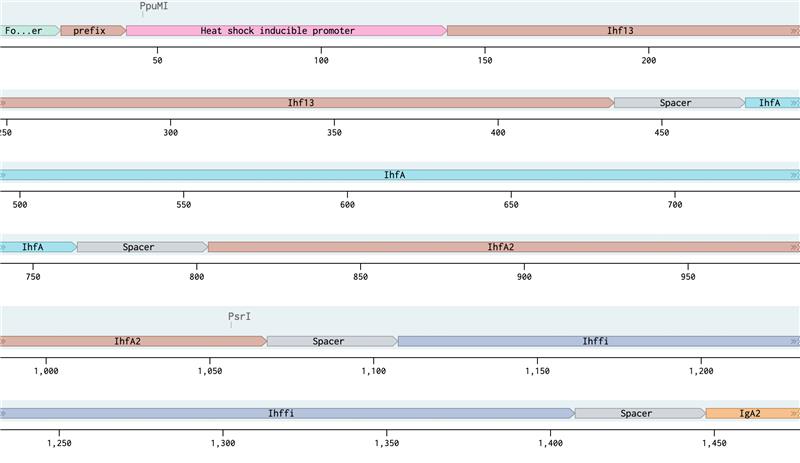 PpuMI
Fo...er prefix Heat shock inducible promoter Ihf13
50 100 150 200
Ihf13 Spacer IhfA
250 300 350 400 450
IhfA
500 550 600 650 700
IhfA Spacer IhfA2
750 800 850 900 950
PsrI
IhfA2 Spacer Ihffi
1,000 1,050 1,100 1,150 1,200
Ihffi Spacer IgA2
1,250 1,300 1,350 1,400 1,450